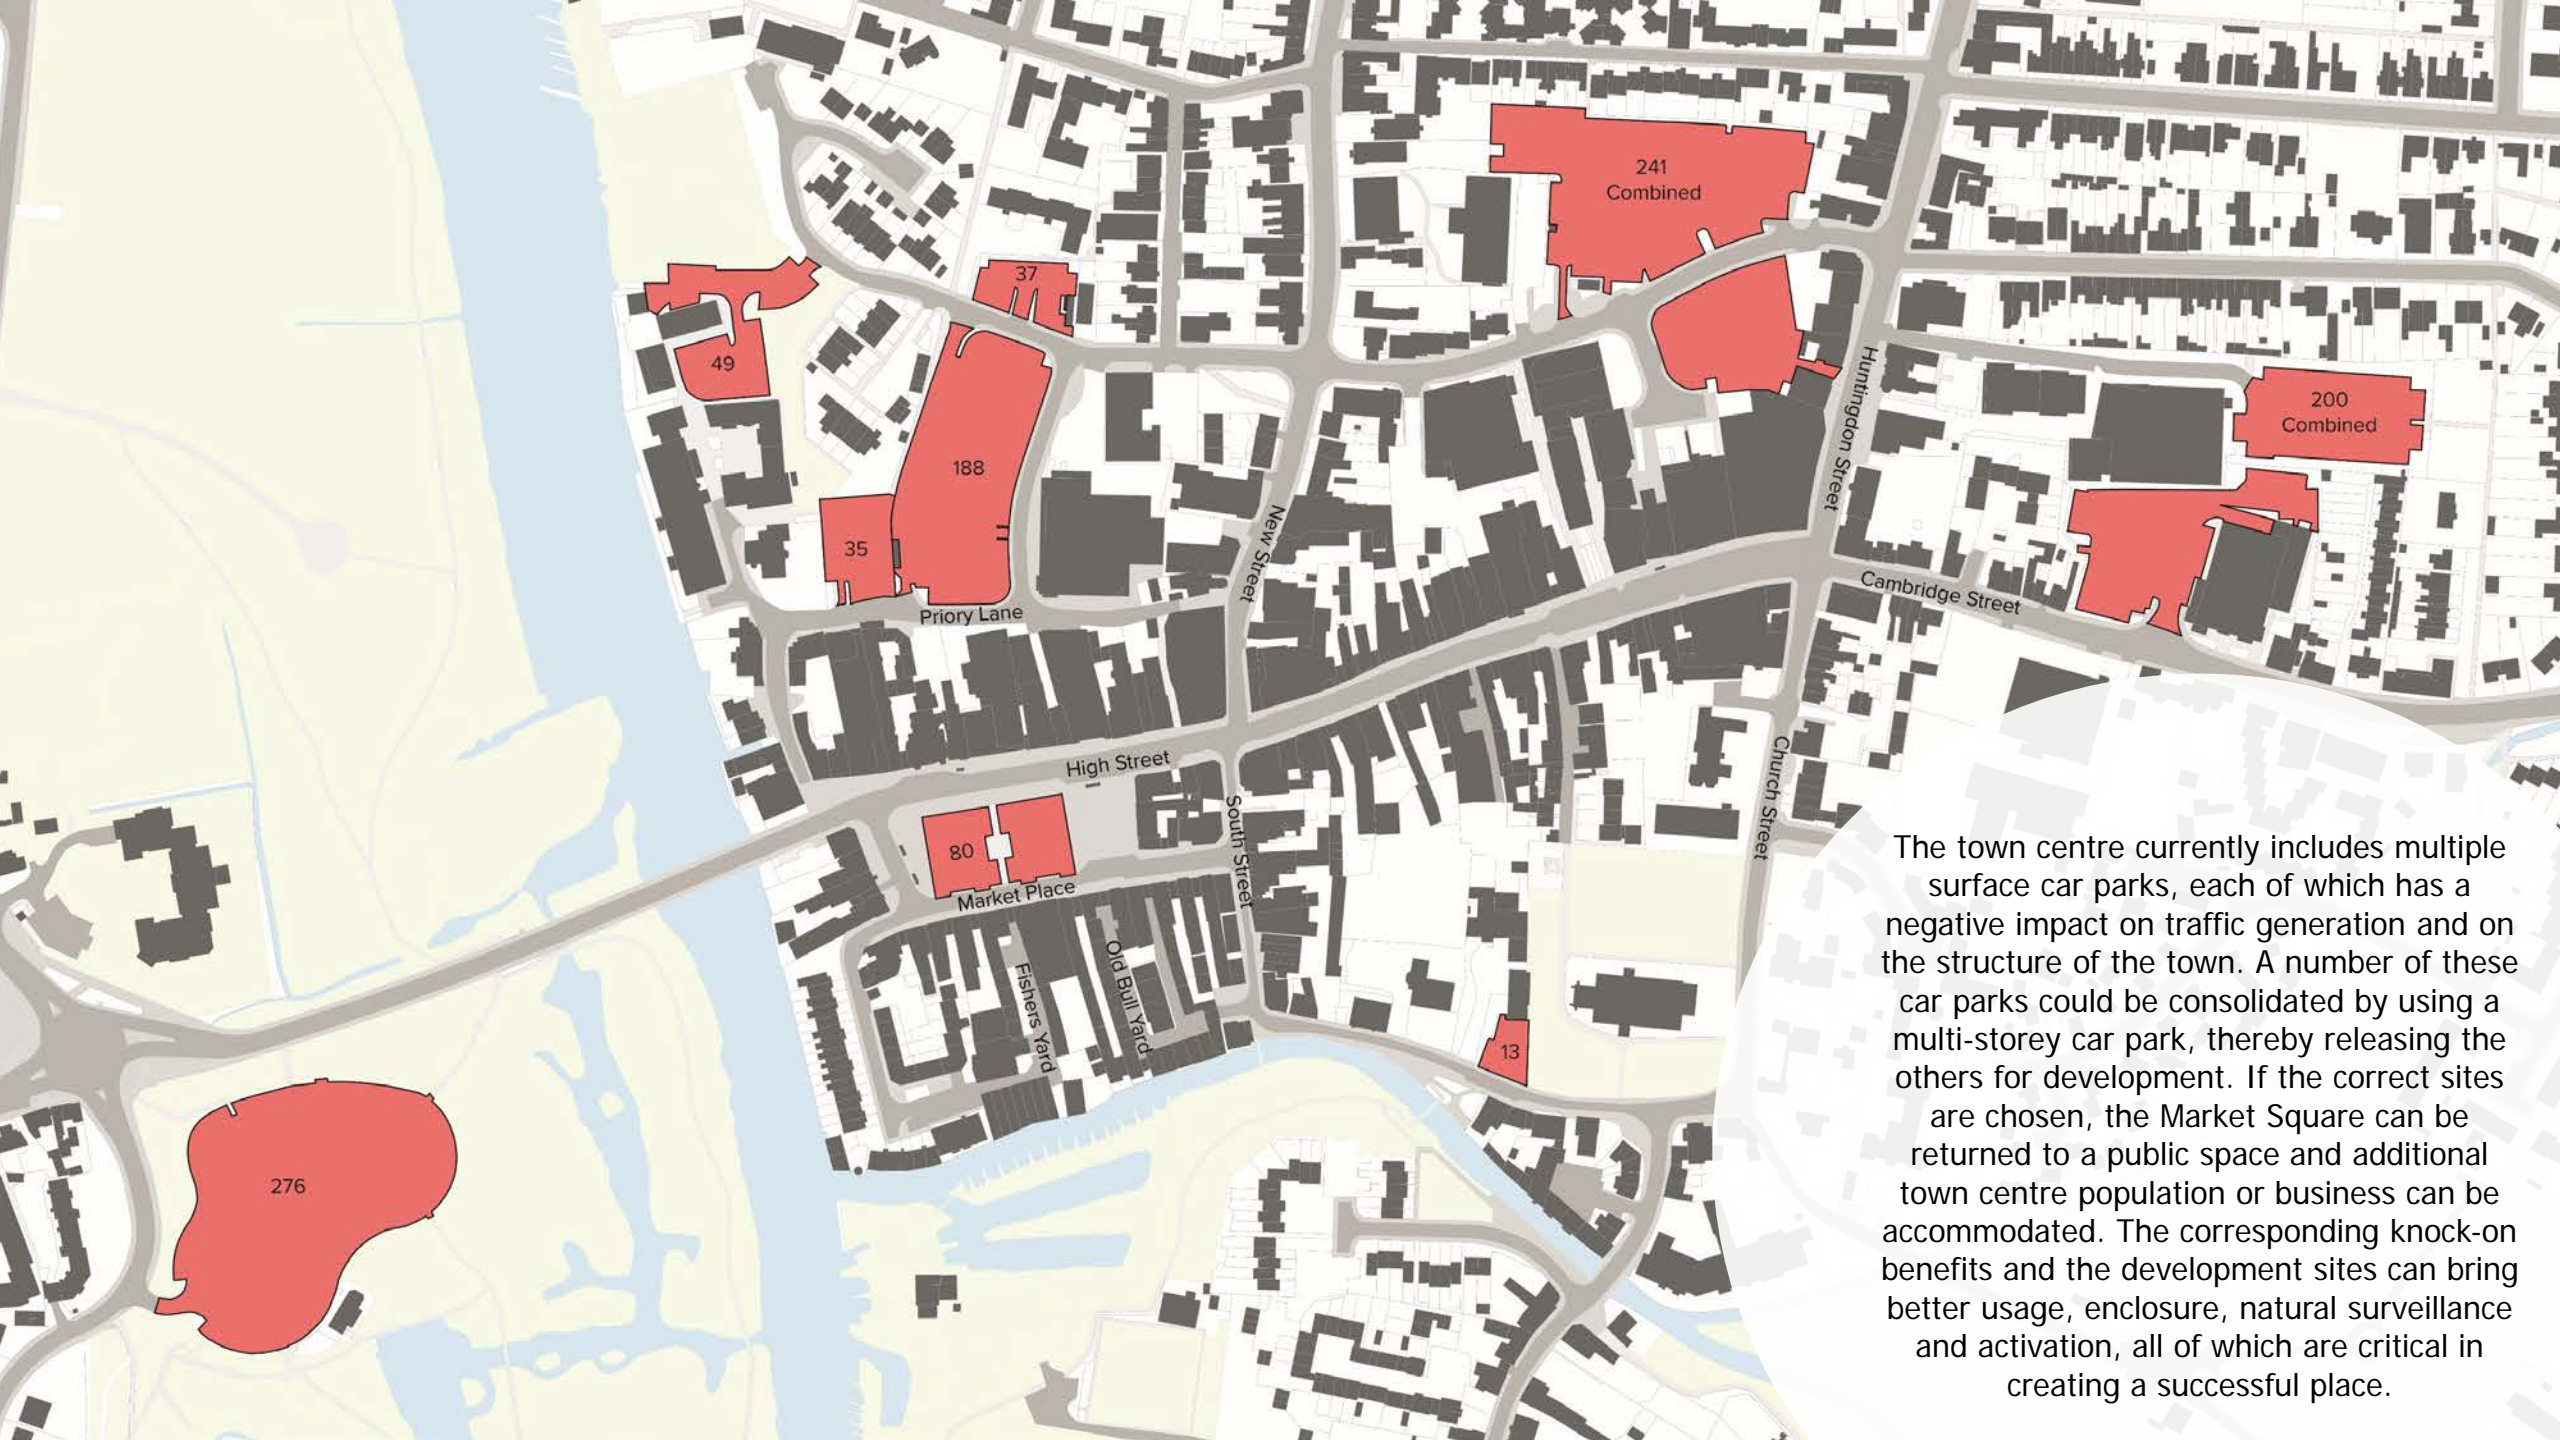 241
Combined
37
49
200
Combined
188
35
Huntingdon Street
New Street
Priory Lane
Cambridge Street
High Street
80
Market Place
South Street
Church Street
Fishers Yard
Old Bull Yard
13
276
The town centre currently includes multiple
surface car parks, each of which has a
negative impact on traffic generation and on
the structure of the town. A number of these
car parks could be consolidated by using a
multi-storey car park, thereby releasing the
others for development. If the correct sites
are chosen, the Market Square can be
returned to a public space and additional
town centre population or business can be
accommodated. The corresponding knock-on
benefits and the development sites can bring
better usage, enclosure, natural surveillance
and activation, all of which are critical in
creating a successful place.